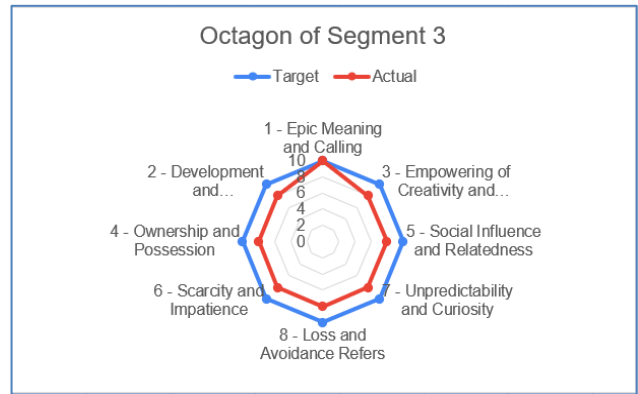 Octagon of Segment 3
Target
Actual
1 - Epic Meaning
and Calling
10
8
6
4
2
0
2 - Development
and...
3 - Empowering of
Creativity and...
4 - Ownership and
Possession
5 - Social Influence
and Relatedness
6 - Scarcity and
Impatience
7 - Unpredictability
and Curiosity
8 - Loss and
Avoidance Refers